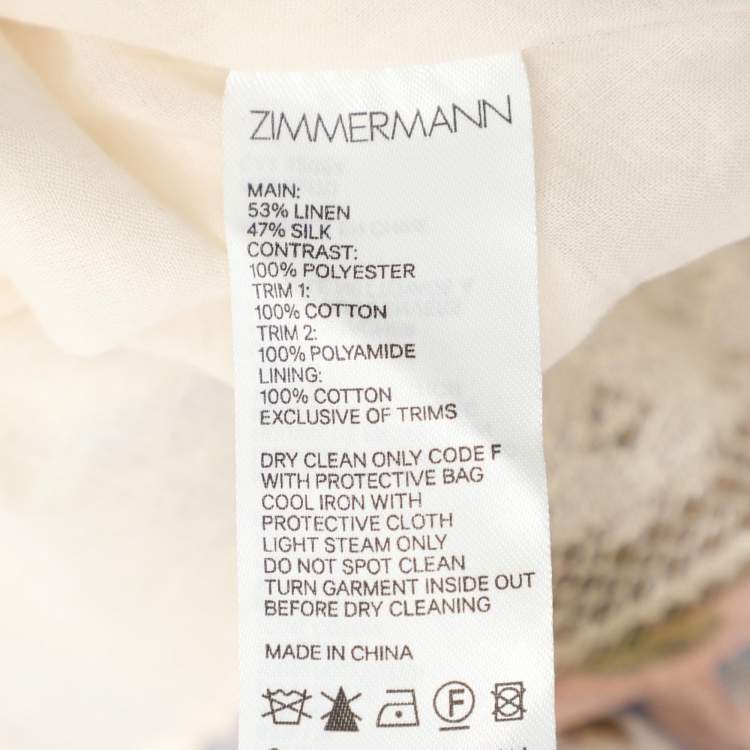 ZIMMERMANN
MAIN:
53% LINEN
47% SILK
CONTRAST:
100% POLYESTER
TRIM 1:
100% COTTON
TRIM 2:
100% POLYAMIDE
LINING:
100% COTTON
EXCLUSIVE OF TRIMS
DRY CLEAN ONLY CODE F
WITH PROTECTIVE BAG
COOL IRON WITH
PROTECTIVE CLOTH
LIGHT STEAM ONLY
DO NOT SPOT CLEAN
TURN GARMENT INSIDE OUT
BEFORE DRY CLEANING
MADE IN CHINA
F